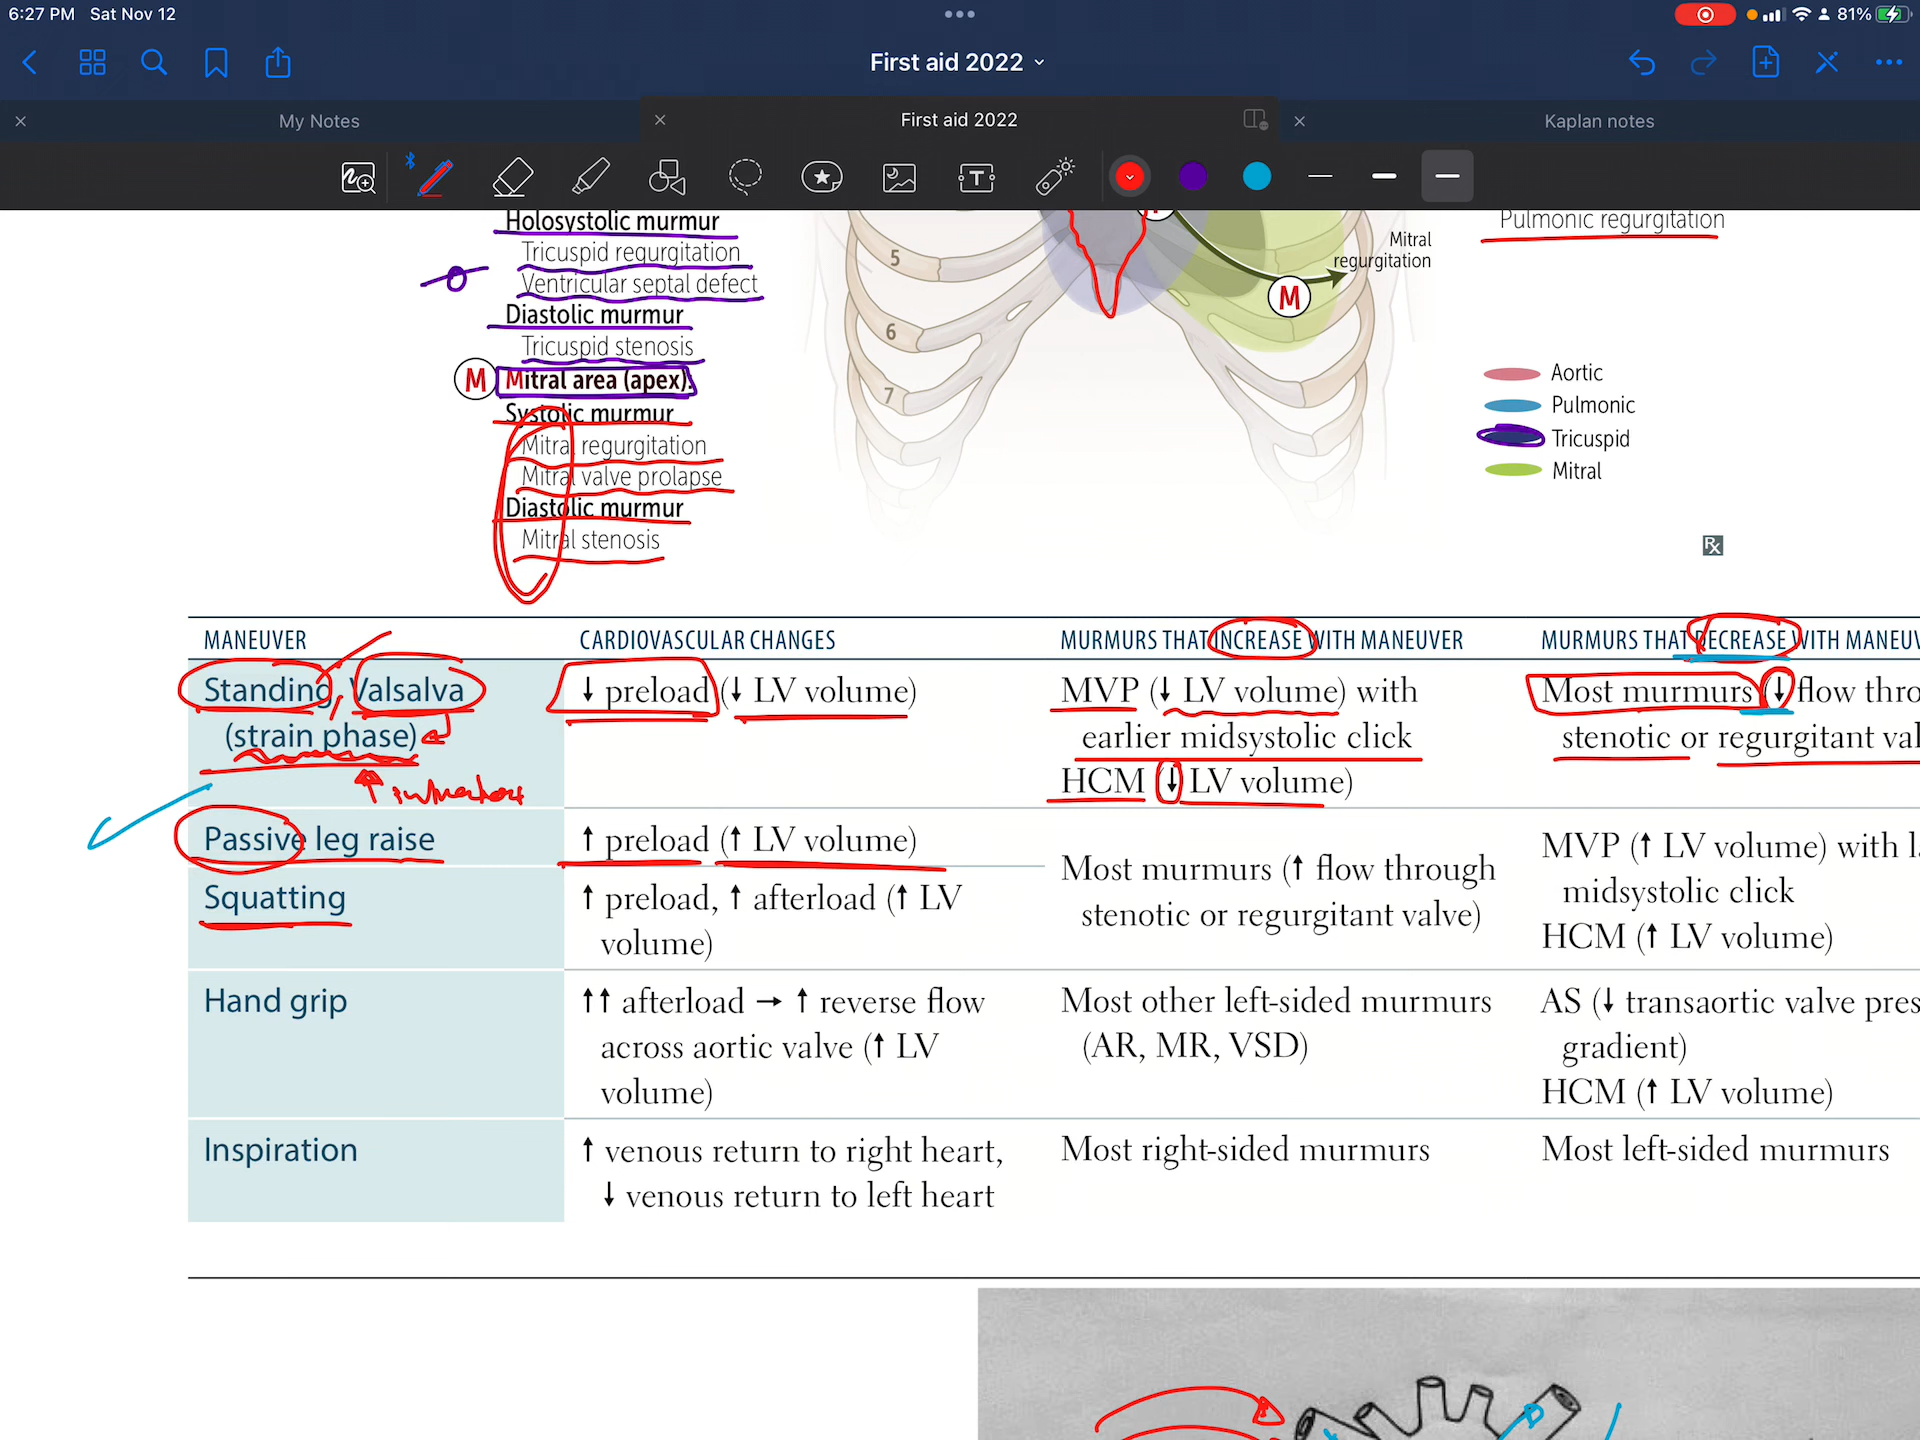 6:27 PM Sat Nov 12
81%
First aid 2022
My Notes
First aid 2022
Kaplan notes
Holosystolic murmur
Tricuspid regurgitation
Ventricular septal defect
Diastolic murmur
Tricuspid stenosis
M Mitral area (apex):
Systolic murmur
Mitral regurgitation
Mitral valve prolapse
Diastolic murmur
Mitral stenosis
5
6
7
M
Mitral
regurgitation
Pulmonic regurgitation
Aortic
Pulmonic
Tricuspid
Mitral
Rx
MANEUVER CARDIOVASCULAR CHANGES MURMURS THAT INCREASE WITH MANEUVER MURMURS THAT DECREASE WITH MANEUV
Standing, Valsalva
(strain phase)
↓ preload (↓ LV volume)
MVP (↓ LV volume) with
earlier midsystolic click
HCM (↓ LV volume)
Most murmurs (↓ flow thro
stenotic or regurgitant val
Passive leg raise
↑ preload (↑ LV volume)
Squatting
↑ preload, ↑ afterload (↑ LV
volume)
Most murmurs (↑ flow through
stenotic or regurgitant valve)
MVP (↑ LV volume) with l
midsystolic click
HCM (↑ LV volume)
Hand grip
↑↑ afterload → ↑ reverse flow
across aortic valve (↑ LV
volume)
Most other left-sided murmurs
(AR, MR, VSD)
AS (↓ transaortic valve pres
gradient)
HCM (↑ LV volume)
Inspiration
↑ venous return to right heart,
↓ venous return to left heart
Most right-sided murmurs
Most left-sided murmurs